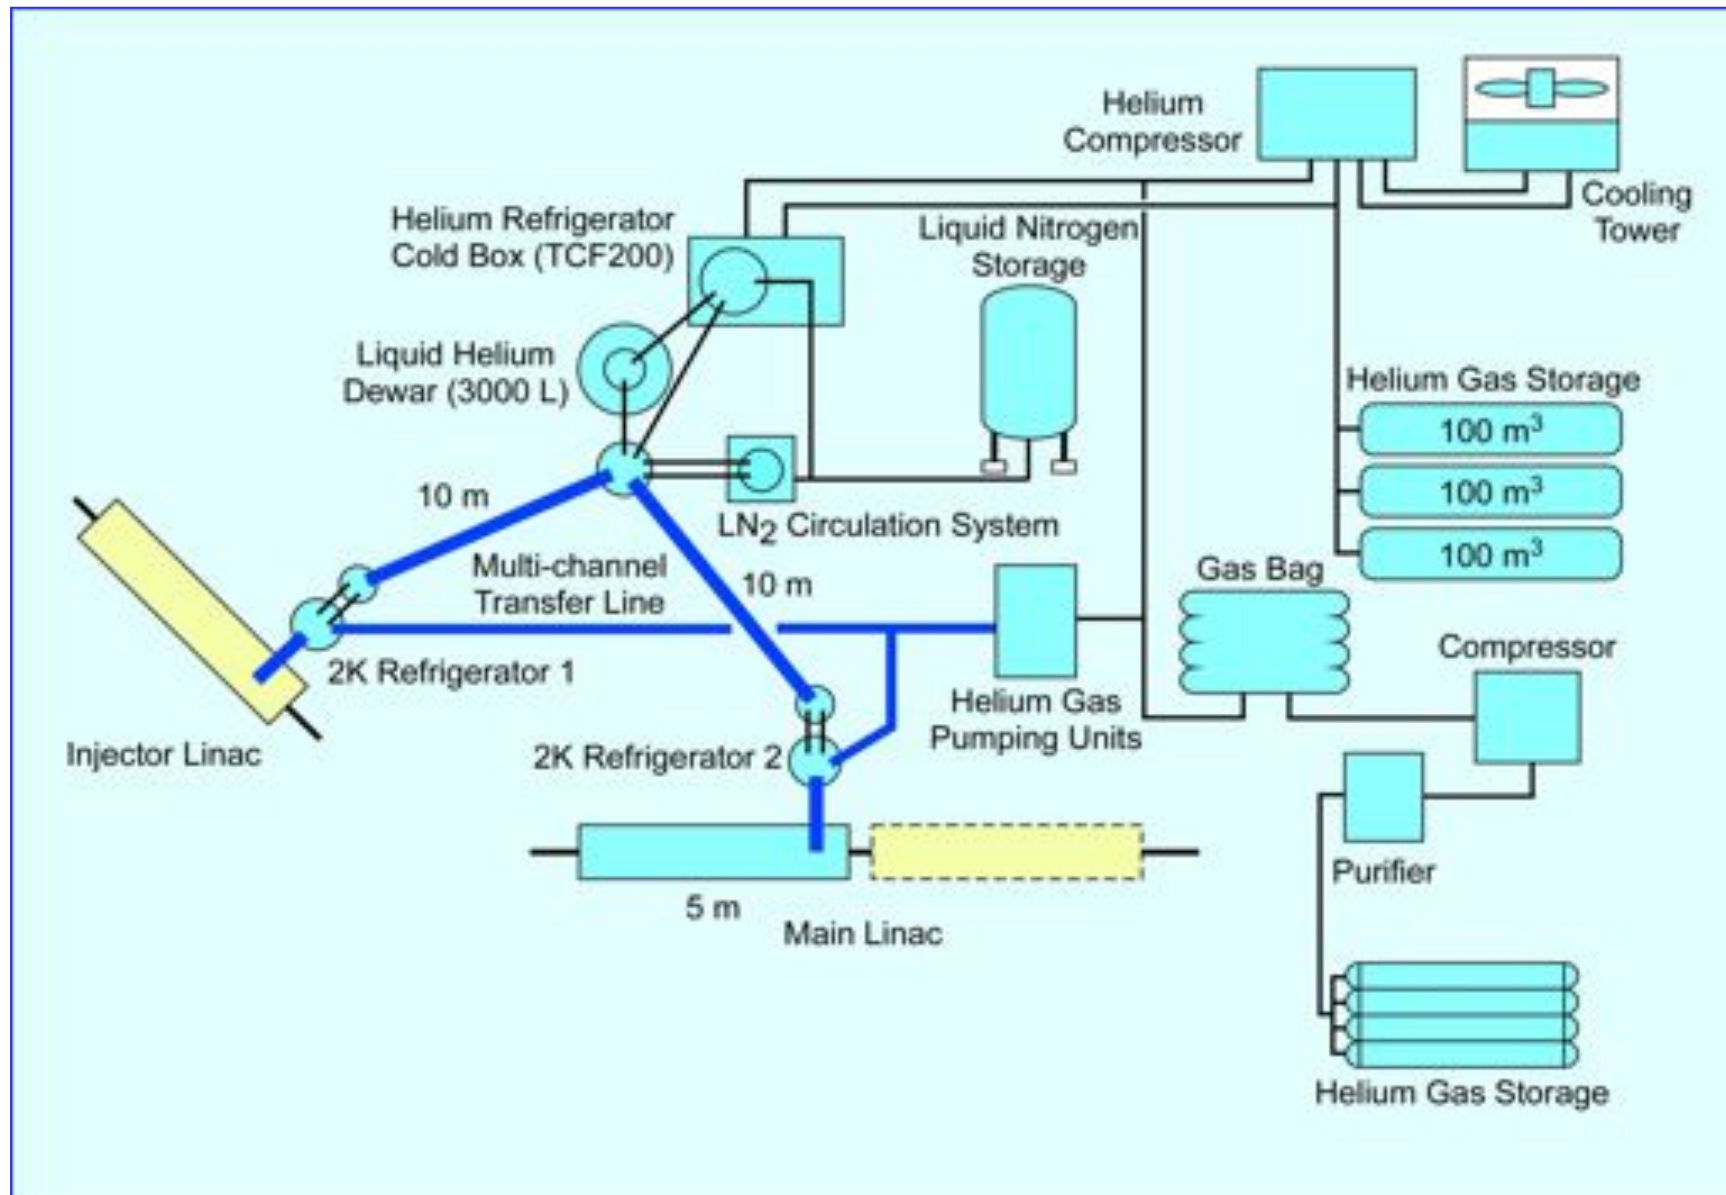 Helium
Compressor
Cooling
Tower
Helium Refrigerator
Cold Box (TCF200)
Liquid Nitrogen
Storage
Liquid Helium
Dewar (3000 L)
Helium Gas Storage
100 m³
100 m³
100 m³
10 m
LN₂ Circulation System
Multi-channel
Transfer Line
10 m
Gas Bag
Compressor
2K Refrigerator 1
Helium Gas
Pumping Units
Injector Linac
2K Refrigerator 2
Purifier
5 m
Main Linac
Helium Gas Storage